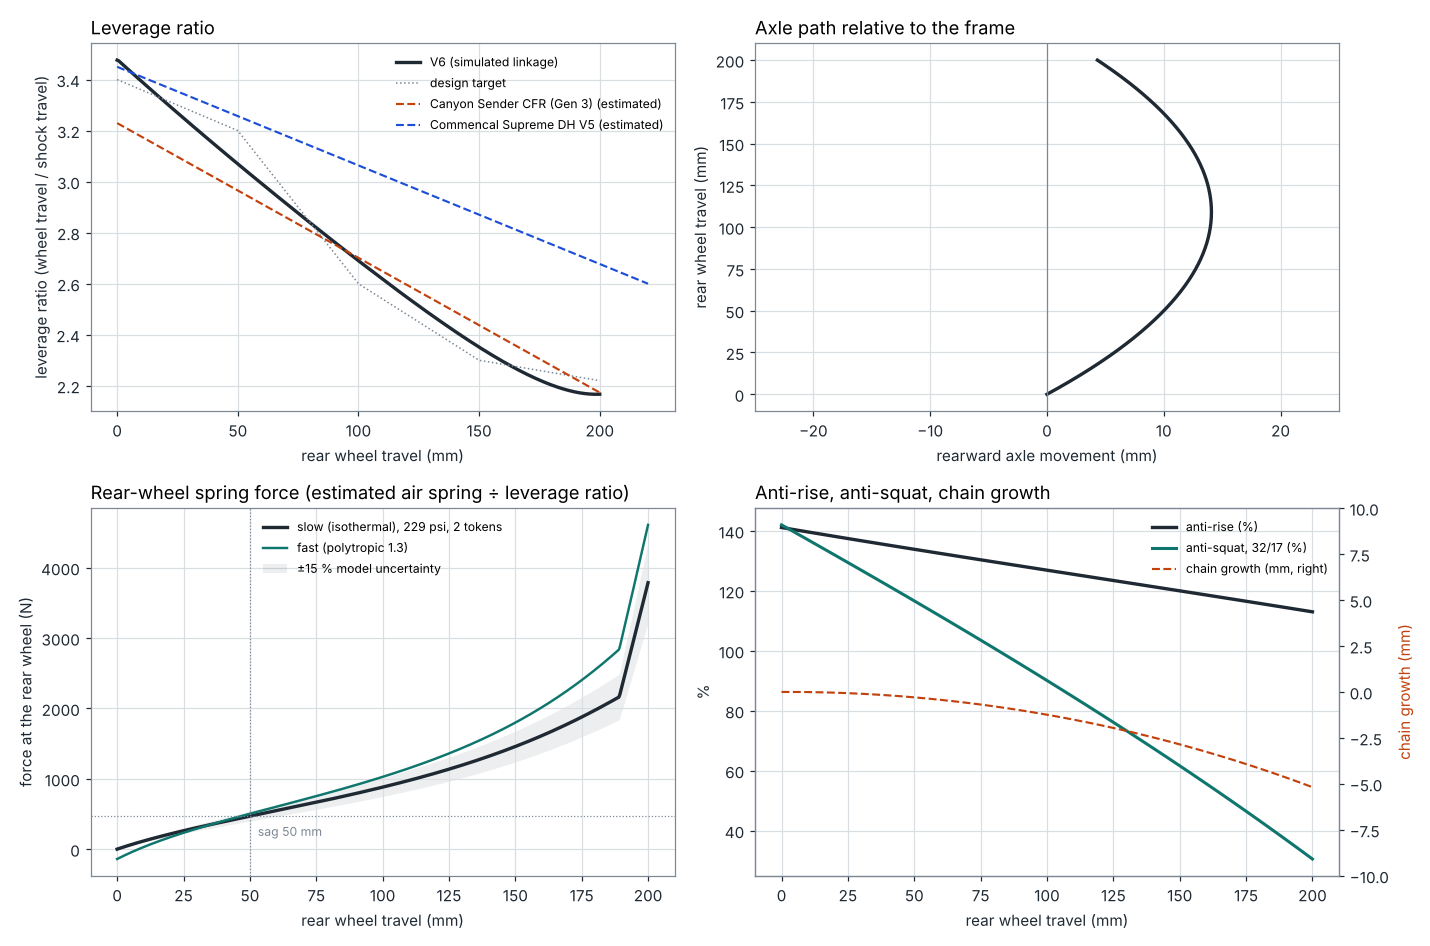 Leverage ratio
leverage ratio (wheel travel / shock travel)
3.4
3.2
3.0
2.8
2.6
2.4
2.2
V6 (simulated linkage)
design target
Canyon Sender CFR (Gen 3) (estimated)
Commencal Supreme DH V5 (estimated)
0
50
100
150
200
rear wheel travel (mm)
Axle path relative to the frame
rear wheel travel (mm)
200
175
150
125
100
75
50
25
0
−20
−10
0
10
20
rearward axle movement (mm)
Rear-wheel spring force (estimated air spring ÷ leverage ratio)
force at the rear wheel (N)
4000
3000
2000
1000
0
slow (isothermal), 229 psi, 2 tokens
fast (polytropic 1.3)
±15 % model uncertainty
sag 50 mm
0
25
50
75
100
125
150
175
200
rear wheel travel (mm)
Anti-rise, anti-squat, chain growth
%
140
120
100
80
60
40
anti-rise (%)
anti-squat, 32/17 (%)
chain growth (mm, right)
10.0
7.5
5.0
2.5
0.0
−2.5
−5.0
−7.5
−10.0
chain growth (mm)
0
25
50
75
100
125
150
175
200
rear wheel travel (mm)